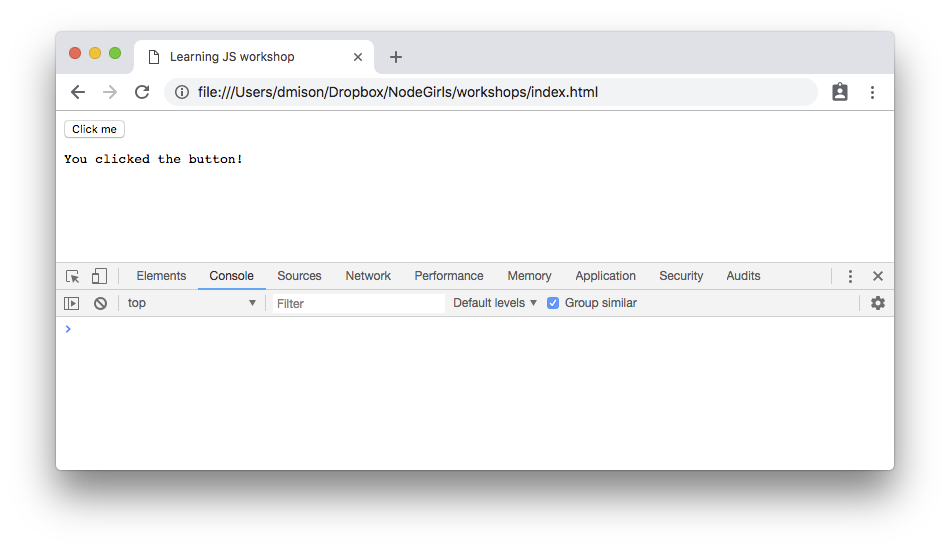 Learning JS workshop
file:///Users/dmison/Dropbox/NodeGirls/workshops/index.html
Click me
You clicked the button!
Elements Console Sources Network Performance Memory Application Security Audits
top Filter Default levels Group similar